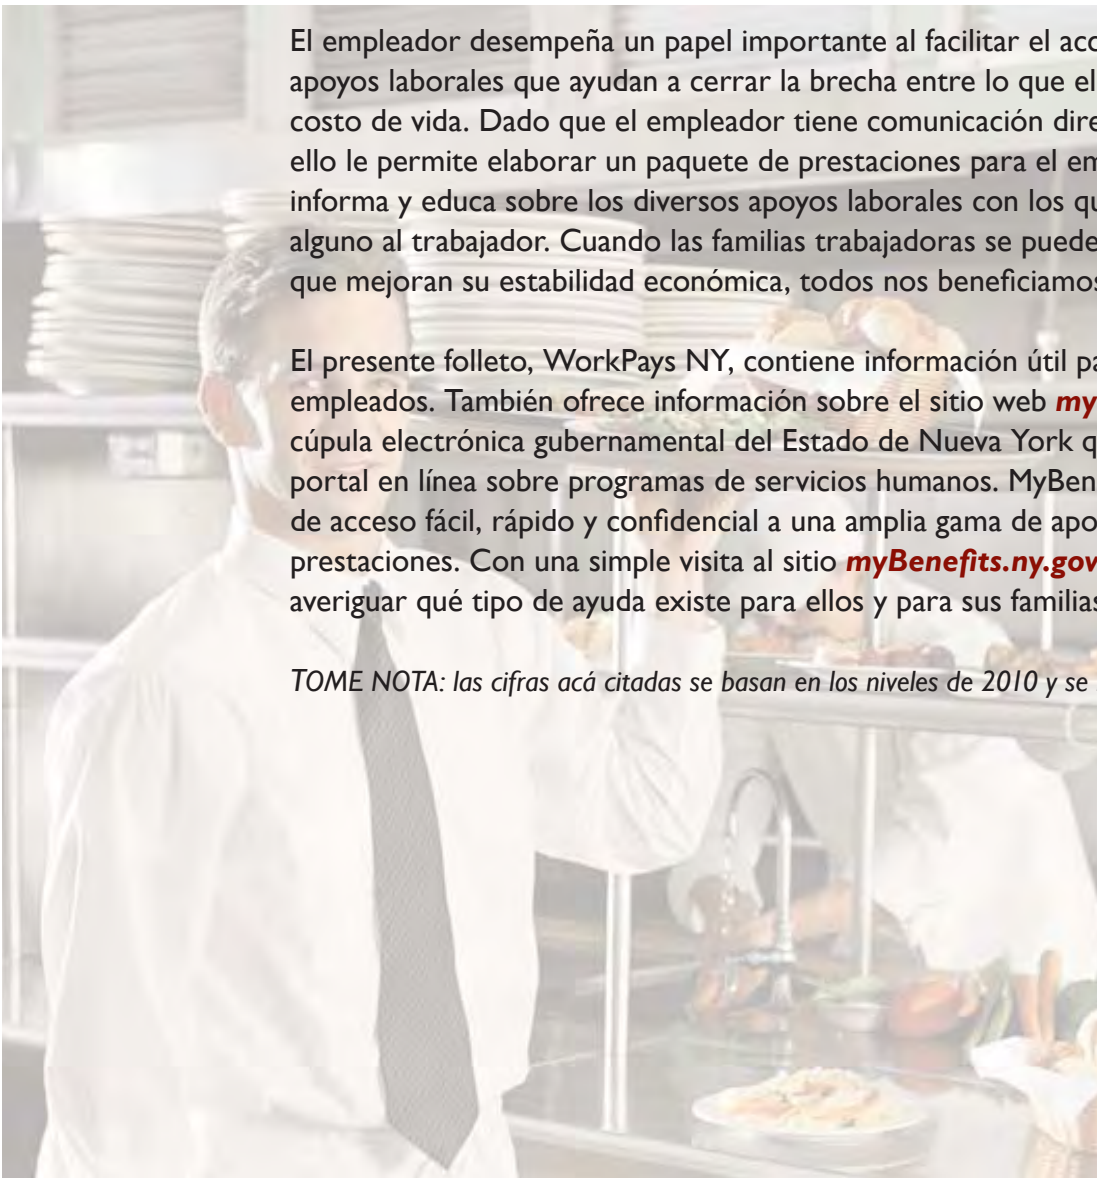 El empleador desempeña un papel importante al facilitar el
apoyos laborales que ayudan a cerrar la brecha entre lo que el
costo de vida. Dado que el empleador tiene comunicación
ello le permite elaborar un paquete de prestaciones para el
informa y educa sobre los diversos apoyos laborales con los
alguno al trabajador. Cuando las familias trabajadoras se
que mejoran su estabilidad económica, todos nos beneficiamos
El presente folleto, WorkPays NY, contiene información útil
empleados. También ofrece información sobre el sitio web my
cúpula electrónica gubernamental del Estado de Nueva York
portal en línea sobre programas de servicios humanos. MyBen
de acceso fácil, rápido y confidencial a una amplia gama de
prestaciones. Con una simple visita al sitio myBenefits.ny.gov
averiguar qué tipo de ayuda existe para ellos y para sus familias
TOME NOTA: las cifras acá citadas se basan en los niveles de 2010 y se